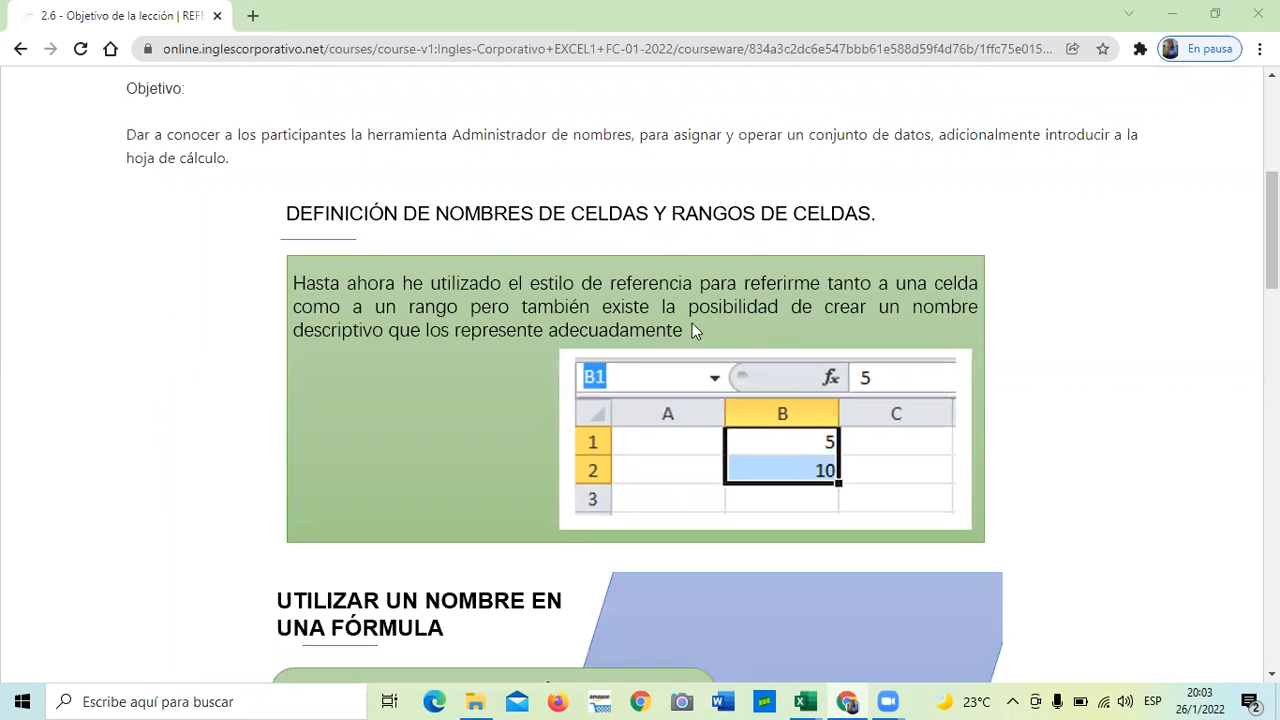 2.6 - Objetivo de la lección | REFE
online.inglescorporativo.net/courses/course-v1:Ingles-Corporativo+EXCEL1+FC-01-2022/courseware/834a3c2dc6e547bbb61e588d59f4d76b/1ffc75e015...
En pausa
Objetivo:
Dar a conocer a los participantes la herramienta Administrador de nombres, para asignar y operar un conjunto de datos, adicionalmente introducir a la
hoja de cálculo.
DEFINICIÓN DE NOMBRES DE CELDAS Y RANGOS DE CELDAS.
Hasta ahora he utilizado el estilo de referencia para referirme tanto a una celda
como a un rango pero también existe la posibilidad de crear un nombre
descriptivo que los represente adecuadamente
B1 fx 5
A B C
1 5
2 10
3
UTILIZAR UN NOMBRE EN
UNA FÓRMULA
Escribe aquí para buscar
amazon
23°C
ESP
20:03
26/1/2022
2